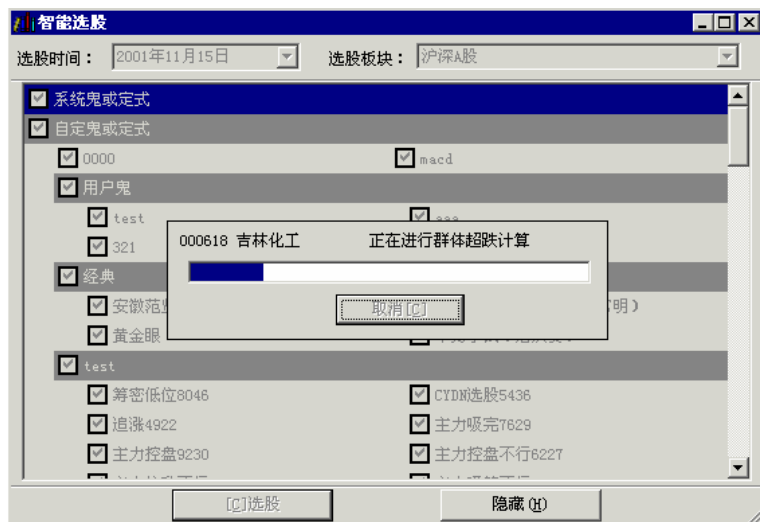 智能选股
选股时间： 2001年11月15日 选股板块： 沪深A股
系统鬼或定式
自定鬼或定式
0000 macd
用户鬼
test aaa
321
000618 吉林化工 正在进行群体超跌计算
经典
取消[C]
安徽范 明）
黄金眼
test
筹密低位8046 CYDN选股5436
追涨4922 主力吸完7629
主力控盘9230 主力控盘不行6227
[C]选股 隐藏(H)